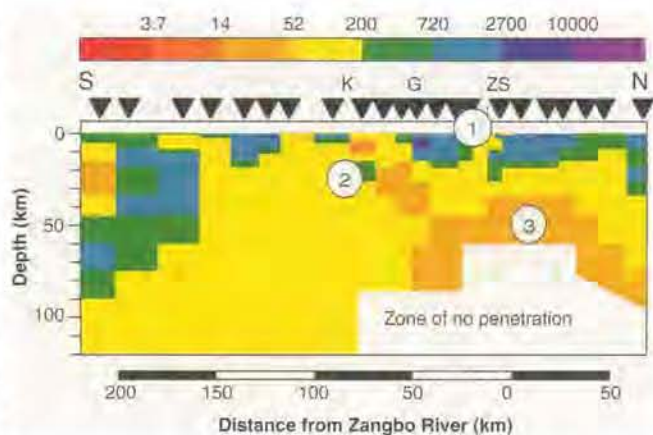 3.7 14 52 200 720 2700 10000
S K G ZS N
1
0
2
50
3
100
Zone of no penetration
Depth (km)
200 150 100 50 0 50
Distance from Zangbo River (km)